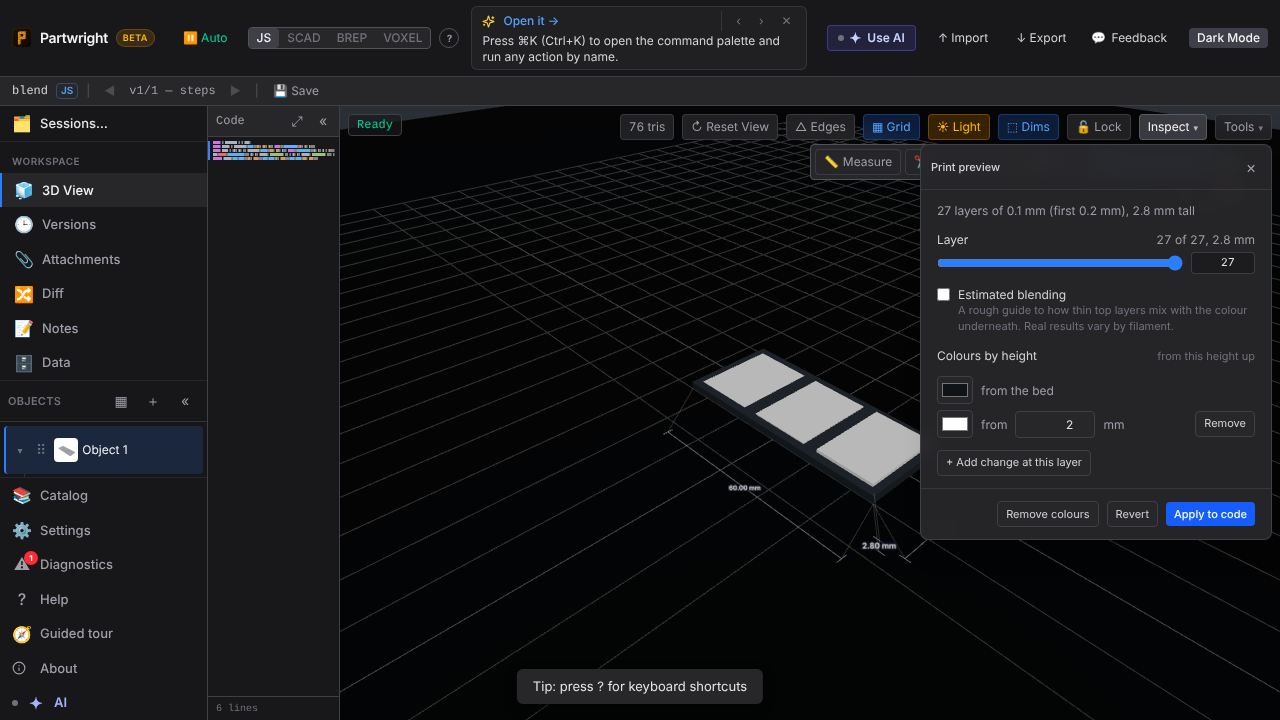 Partwright BETA
Auto
JS SCAD BREP VOXEL ?
Open it →
Press ⌘K (Ctrl+K) to open the command palette and
run any action by name.
Use AI
↑ Import
↓ Export
Feedback
Dark Mode
blend JS
v1/1 — steps
Save
Sessions...
WORKSPACE
3D View
Versions
Attachments
Diff
Notes
Data
OBJECTS
Object 1
Catalog
Settings
1
Diagnostics
? Help
Guided tour
About
AI
Code
6 lines
Ready
76 tris
Reset View
Edges
Grid
Light
Dims
Lock
Inspect
Tools
Measure
60.00 mm
2.80 mm
Print preview
27 layers of 0.1 mm (first 0.2 mm), 2.8 mm tall
Layer 27 of 27, 2.8 mm
27
Estimated blending
A rough guide to how thin top layers mix with the colour
underneath. Real results vary by filament.
Colours by height from this height up
from the bed
from 2 mm Remove
+ Add change at this layer
Remove colours Revert Apply to code
Tip: press ? for keyboard shortcuts